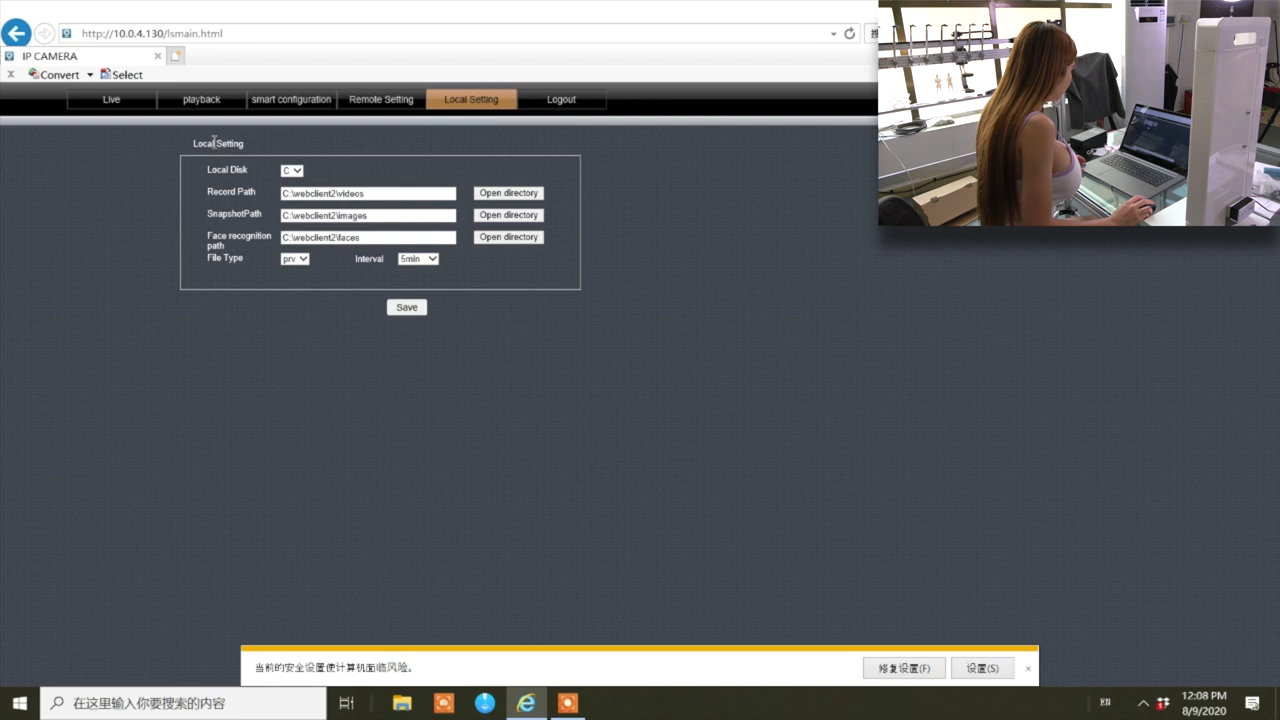 http://10.0.4.130/lsmain.html
IP CAMERA
x Convert Select
Live playback smart configuration Remote Setting Local Setting Logout
Local Setting
Local Disk C
Record Path C:\webclient2\videos Open directory
SnapshotPath C:\webclient2\images Open directory
Face recognition path C:\webclient2\faces Open directory
File Type prv Interval 5min
Save
当前的安全设置使计算机面临风险。 修复设置(F) 设置(S) ×
在这里输入你要搜索的内容
12:08 PM
8/9/2020